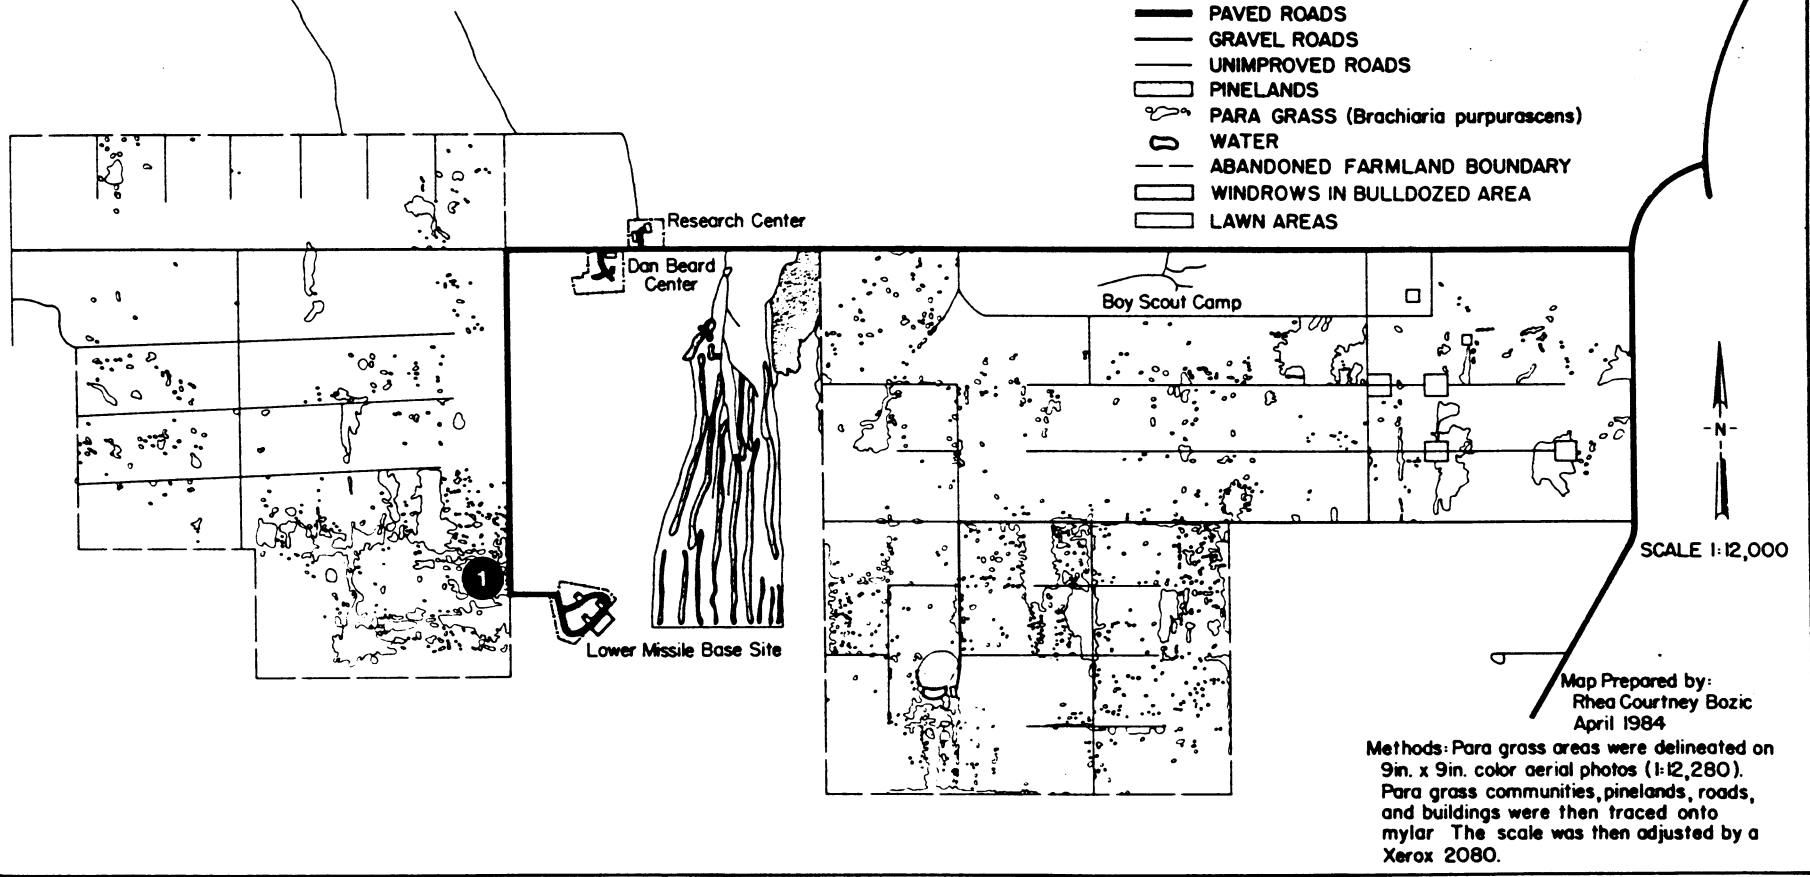 PAVED ROADS
GRAVEL ROADS
UNIMPROVED ROADS
PINELANDS
PARA GRASS (Brachiaria purpurascens)
WATER
ABANDONED FARMLAND BOUNDARY
WINDROWS IN BULLDOZED AREA
LAWN AREAS
Research Center
Dan Beard
Center
Boy Scout Camp
-N-
SCALE 1:12,000
1
Lower Missile Base Site
Map Prepared by:
Rhea Courtney Bozic
April 1984
Methods: Para grass areas were delineated on
9in. x 9in. color aerial photos (1:12,280).
Para grass communities, pinelands, roads,
and buildings were then traced onto
mylar The scale was then adjusted by a
Xerox 2080.